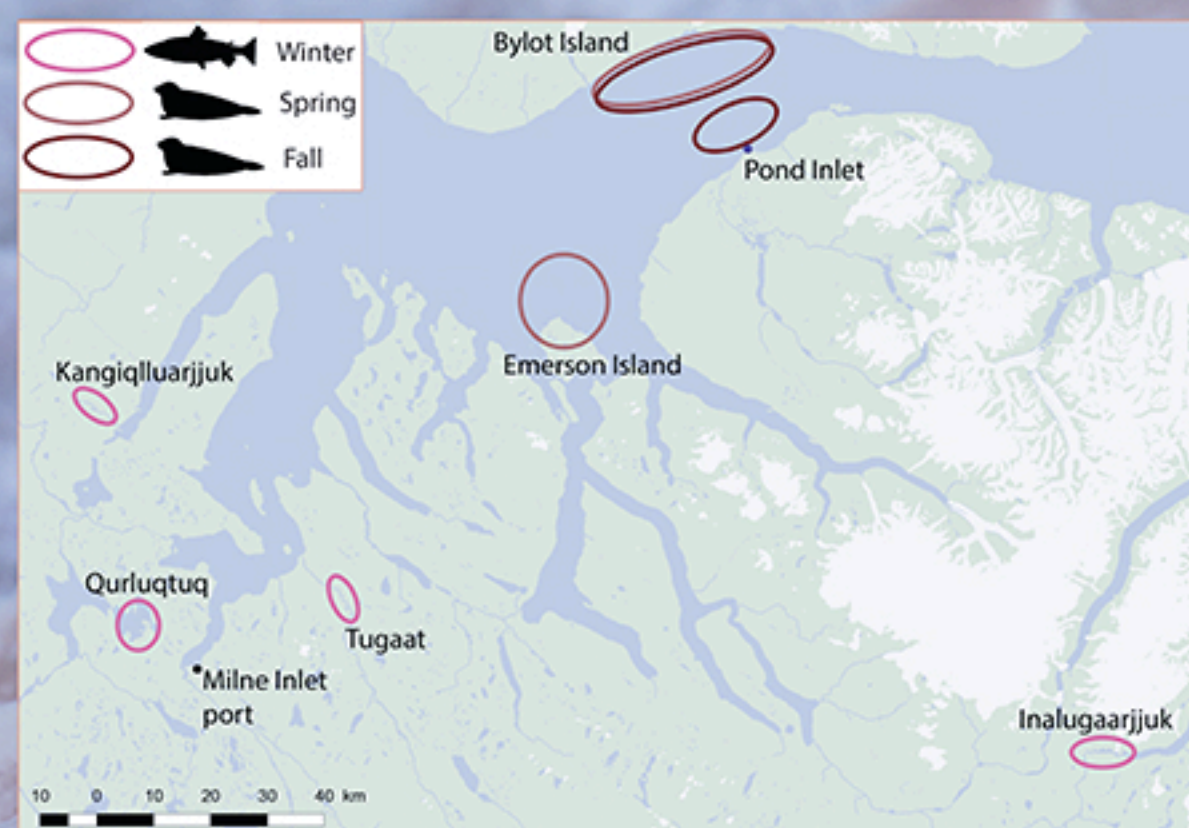 Winter
Spring
Fall
Bylot Island
Pond Inlet
Emerson Island
Kangiqlluarjjuk
Qurluqtuq
Tugaat
Milne Inlet
port
Inalugaarjjuk
10 0 10 20 30 40 km